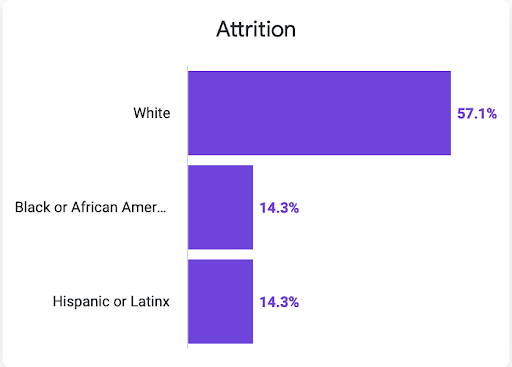 Attrition
White
57.1%
Black or African Amer...
14.3%
Hispanic or Latinx
14.3%